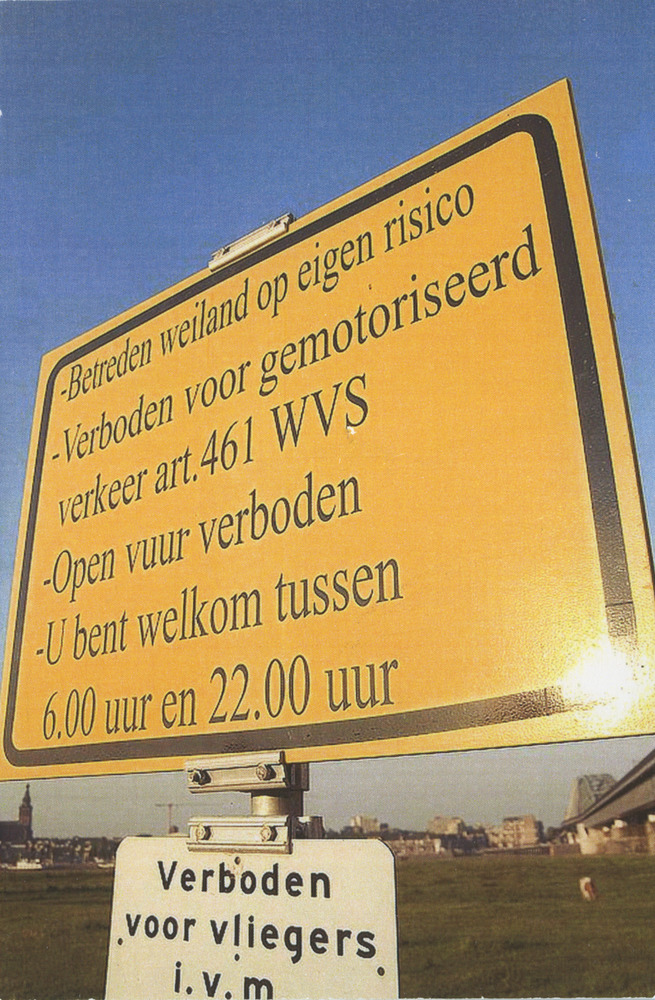 -Betreden weiland op eigen risico
-Verboden voor gemotoriseerd
verkeer art.461 WVS
-Open vuur verboden
-U bent welkom tussen
6.00 uur en 22.00 uur
Verboden
voor vliegers
i.v.m